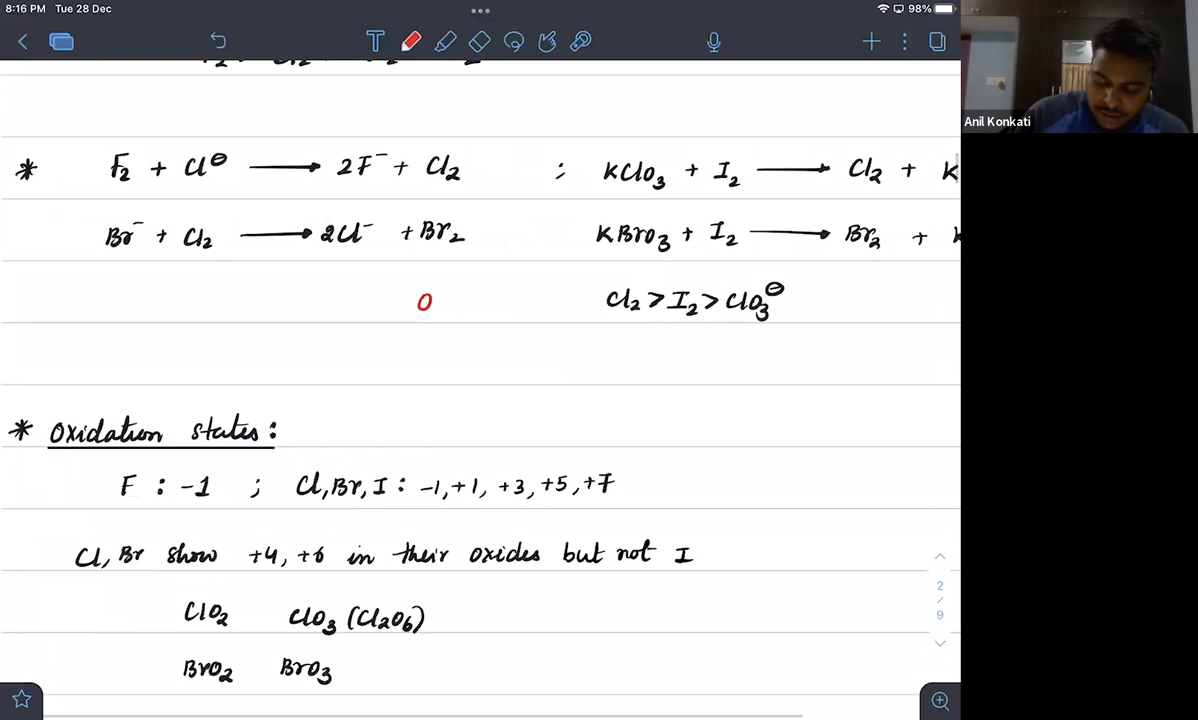 8:16 PM Tue 28 Dec
98%
Anil Konkati
* F₂ + Cl⊖ ⟶ 2F⁻ + Cl₂ ; KClO₃ + I₂ ⟶ Cl₂ + K
Br⁻ + Cl₂ ⟶ 2Cl⁻ + Br₂ KBrO₃ + I₂ ⟶ Br₂ +
O Cl₂ > I₂ > ClO₃⊖
* Oxidation states:
F : -1 ; Cl, Br, I : -1, +1, +3, +5, +7
Cl, Br show +4, +6 in their oxides but not I
ClO₂ ClO₃ (Cl₂O₆)
BrO₂ BrO₃
2
/
9